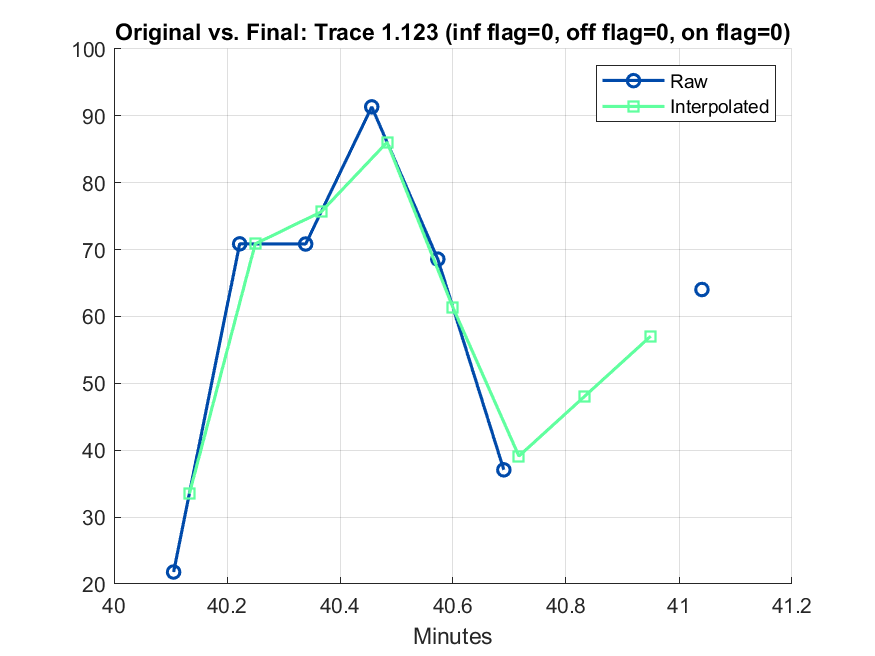 Original vs. Final: Trace 1.123 (inf flag=0, off flag=0, on flag=0)
100
90
80
70
60
50
40
30
20
Raw
Interpolated
40 40.2 40.4 40.6 40.8 41 41.2
Minutes